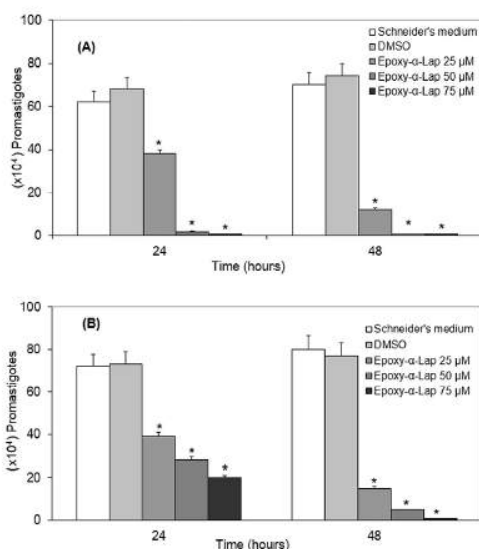 (A)
Schneider's medium
DMSO
Epoxy-α-Lap 25 µM
Epoxy-α-Lap 50 µM
Epoxy-α-Lap 75 µM
(x10⁴) Promastigotes
100
80
60
40
20
0
* * * * * *
24 48
Time (hours)
(B)
Schneider's medium
DMSO
Epoxy-α-Lap 25 µM
Epoxy-α-Lap 50 µM
Epoxy-α-Lap 75 µM
(x10⁴) Promastigotes
100
80
60
40
20
0
* * * * * *
24 48
Time (hours)